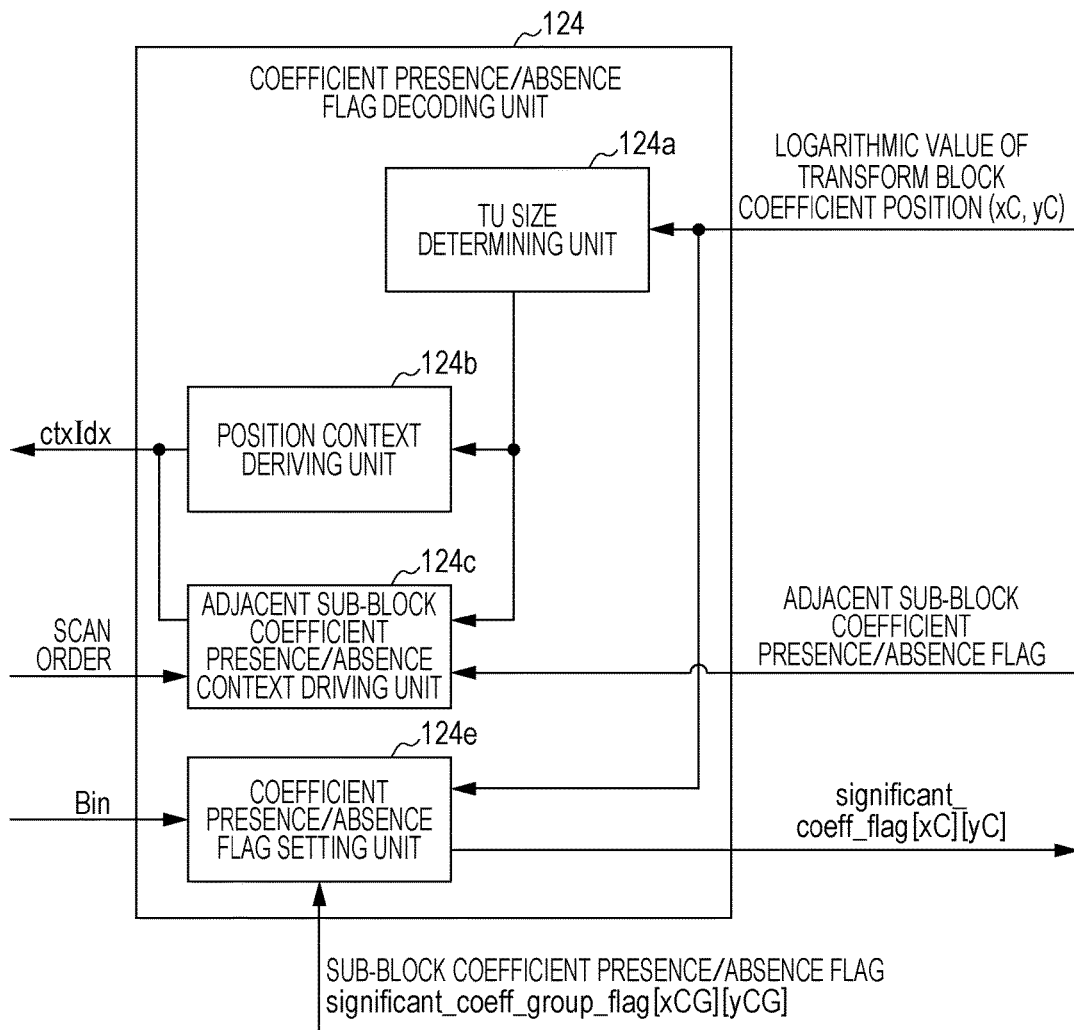 124
COEFFICIENT PRESENCE/ABSENCE
FLAG DECODING UNIT
124a
TU SIZE
DETERMINING UNIT
LOGARITHMIC VALUE OF
TRANSFORM BLOCK
COEFFICIENT POSITION (xC, yC)
124b
POSITION CONTEXT
DERIVING UNIT
ctxIdx
124c
ADJACENT SUB-BLOCK
COEFFICIENT
PRESENCE/ABSENCE
CONTEXT DRIVING UNIT
SCAN
ORDER
ADJACENT SUB-BLOCK
COEFFICIENT
PRESENCE/ABSENCE FLAG
124e
COEFFICIENT
PRESENCE/ABSENCE
FLAG SETTING UNIT
Bin
significant_
coeff_flag[xC][yC]
SUB-BLOCK COEFFICIENT PRESENCE/ABSENCE FLAG
significant_coeff_group_flag[xCG][yCG]